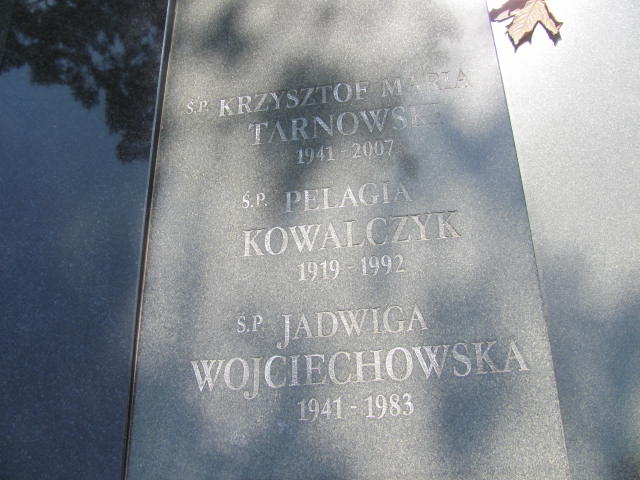 Ś.P. KRZYSZTOF MARIA
TARNOWSKI
1941 - 2007
Ś.P. PELAGIA
KOWALCZYK
1919 - 1992
Ś.P. JADWIGA
WOJCIECHOWSKA
1941 - 1983